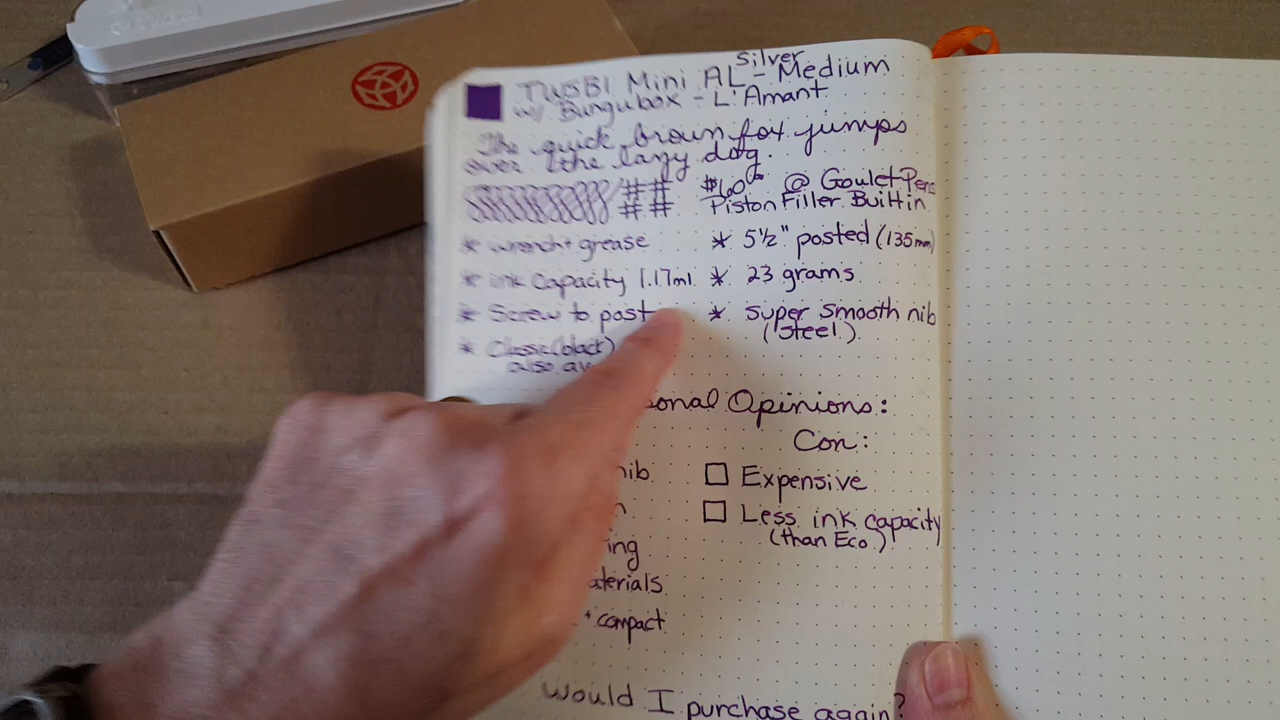 silver
TWSBI Mini AL - Medium
w/ Bungubox - L'Amant
The quick brown fox jumps
over the lazy dog.
## $60⁰⁰ @ GouletPens
## Piston Filler Built in
* wrench + grease * 5½" posted (135mm)
* ink Capacity 1.17ml * 23 grams
* Screw to post * super smooth nib
(steel)
* Classic (black)
also av
onal Opinions:
Con:
nib □ Expensive
n □ Less ink capacity
(than Eco)
ing
aterials
+ compact
Would I purchase again?